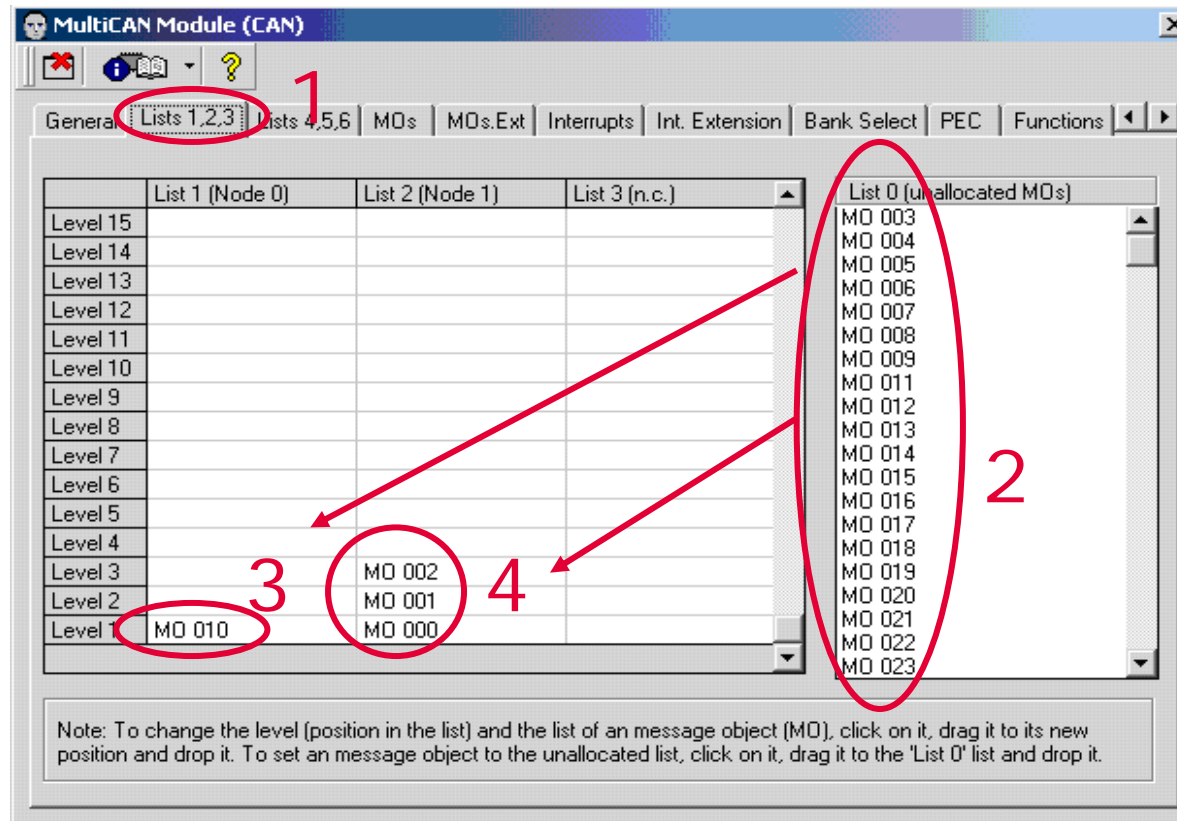 MultiCAN Module (CAN)
1
General Lists 1,2,3 Lists 4,5,6 MOs MOs.Ext Interrupts Int. Extension Bank Select PEC Functions
List 1 (Node 0) List 2 (Node 1) List 3 (n.c.)
Level 15
Level 14
Level 13
Level 12
Level 11
Level 10
Level 9
Level 8
Level 7
Level 6
Level 5
Level 4
Level 3 MO 002
Level 2 MO 001
Level 1 MO 010 MO 000
3
4
List 0 (unallocated MOs)
MO 003
MO 004
MO 005
MO 006
MO 007
MO 008
MO 009
MO 011
MO 012
MO 013
MO 014
MO 015
MO 016
MO 017
MO 018
MO 019
MO 020
MO 021
MO 022
MO 023
2
Note: To change the level (position in the list) and the list of an message object (MO), click on it, drag it to its new
position and drop it. To set an message object to the unallocated list, click on it, drag it to the 'List 0' list and drop it.